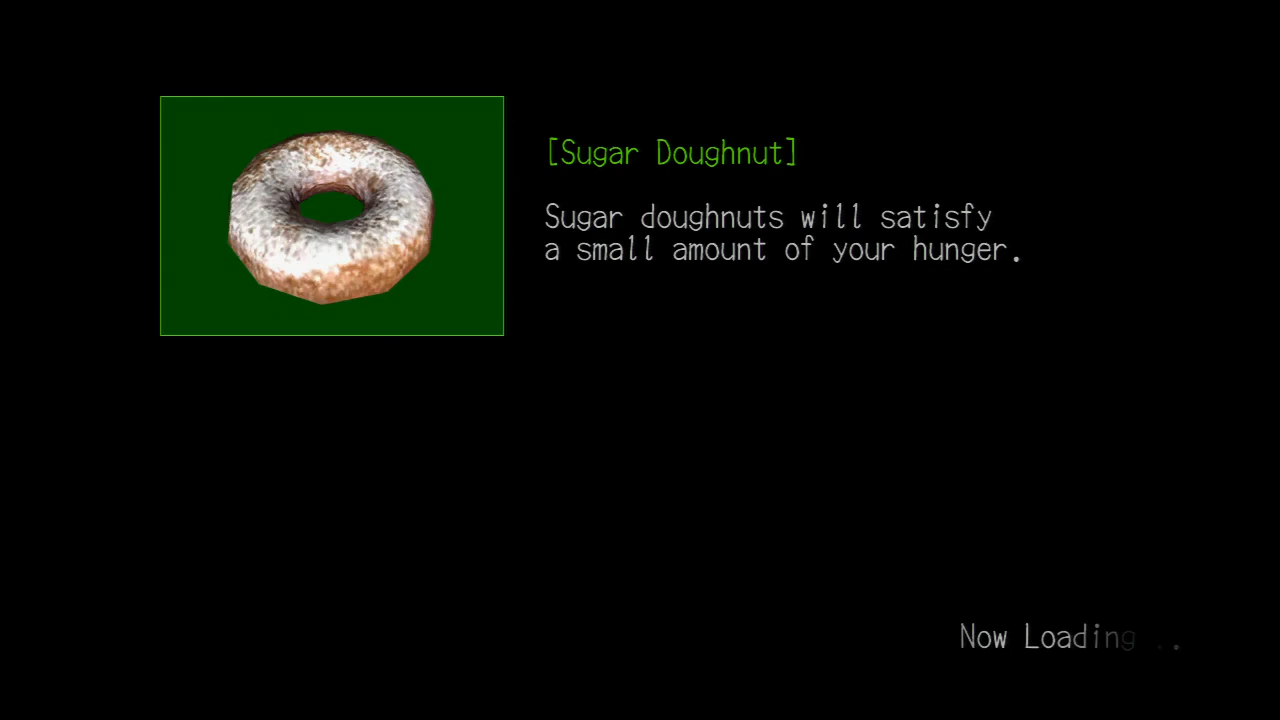 [Sugar Doughnut]
Sugar doughnuts will satisfy
a small amount of your hunger.
Now Loading ..